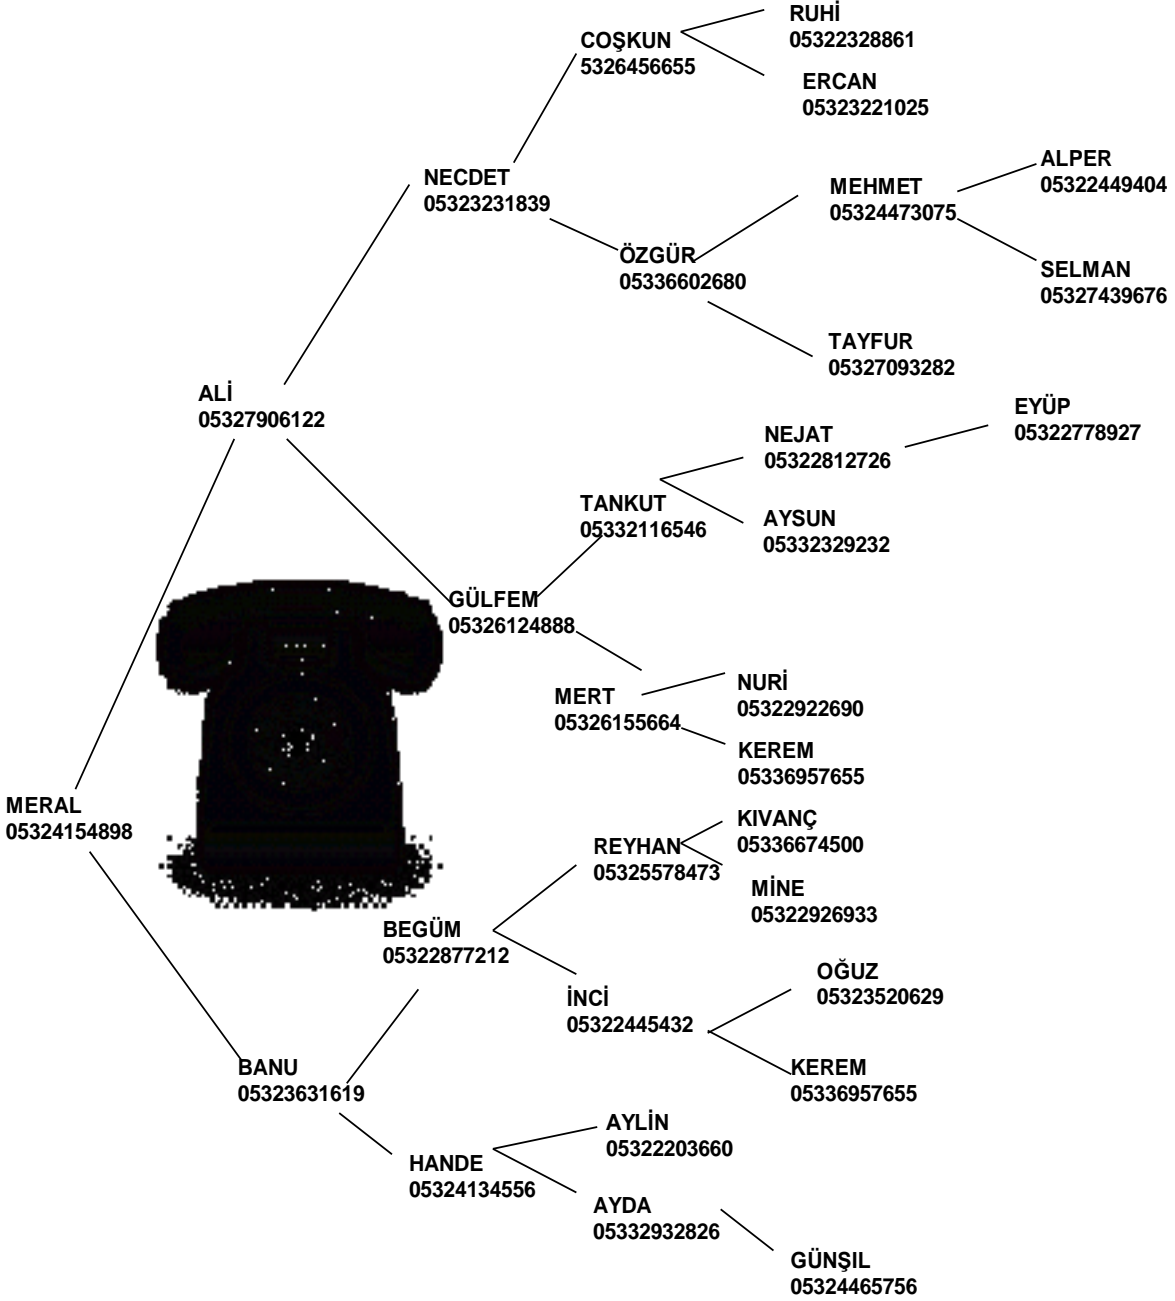 RUHİ
05322328861
COŞKUN
5326456655
ERCAN
05323221025
ALPER
05322449404
NECDET
05323231839
MEHMET
05324473075
ÖZGÜR
05336602680
SELMAN
05327439676
TAYFUR
05327093282
ALİ
05327906122
EYÜP
05322778927
NEJAT
05322812726
TANKUT
05332116546
AYSUN
05332329232
GÜLFEM
05326124888
MERT
05326155664
NURİ
05322922690
KEREM
05336957655
MERAL
05324154898
KIVANÇ
05336674500
REYHAN
05325578473
MİNE
05322926933
BEGÜM
05322877212
OĞUZ
05323520629
İNCİ
05322445432
BANU
05323631619
KEREM
05336957655
AYLİN
05322203660
HANDE
05324134556
AYDA
05332932826
GÜNŞIL
05324465756